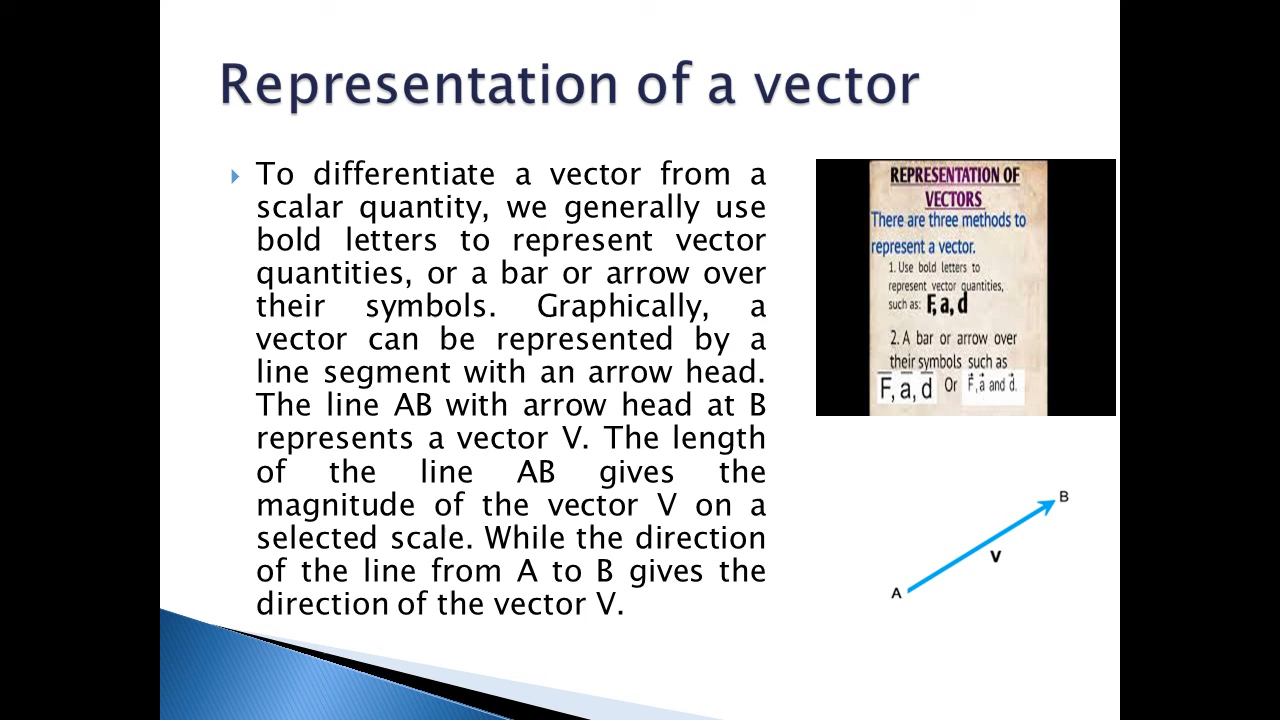 Representation of a vector
To differentiate a vector from a
scalar quantity, we generally use
bold letters to represent vector
quantities, or a bar or arrow over
their symbols. Graphically, a
vector can be represented by a
line segment with an arrow head.
The line AB with arrow head at B
represents a vector V. The length
of the line AB gives the
magnitude of the vector V on a
selected scale. While the direction
of the line from A to B gives the
direction of the vector V.
REPRESENTATION OF
VECTORS
There are three methods to
represent a vector.
1. Use bold letters to
represent vector quantities,
such as: F, a, d
2. A bar or arrow over
their symbols such as
F̅, a̅, d̅ Or F⃗, a⃗ and d⃗.
B
V
A